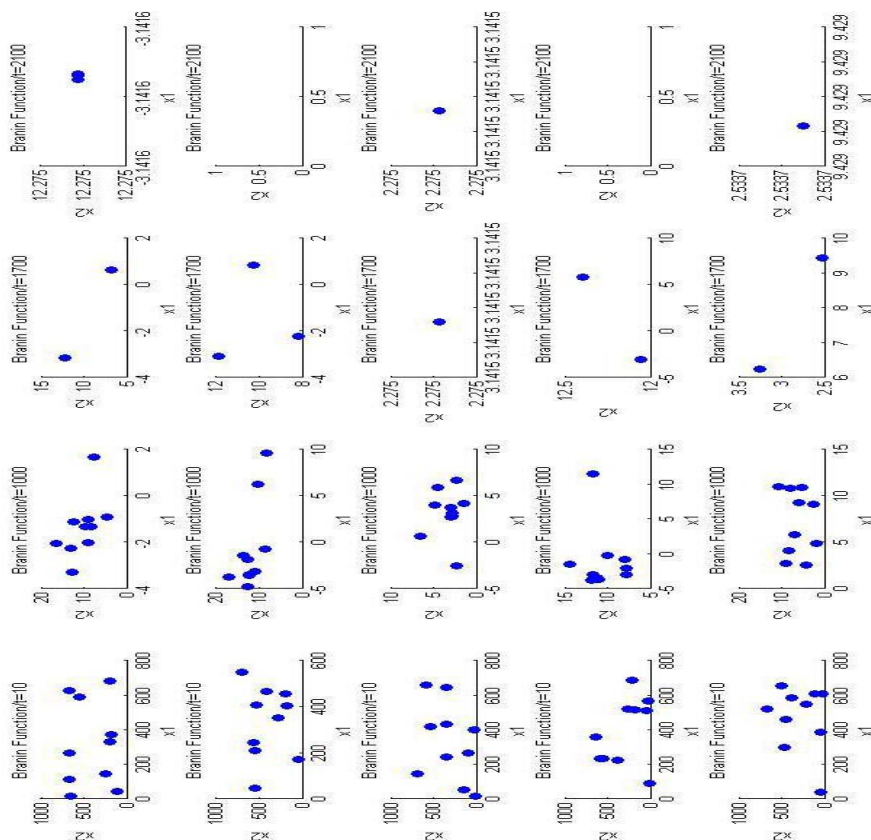 Branin Function/t=10
1000
500
0
x2
0 200 400 600 800
x1
Branin Function/t=1000
20
10
0
x2
-4 -2 0 2
x1
Branin Function/t=1700
15
10
5
x2
-4 -2 0 2
x1
Branin Function/t=2100
12.275
12.275
12.275
x2
-3.1416 -3.1416 -3.1416
x1
Branin Function/t=10
1000
500
0
x2
0 200 400 600 800
x1
Branin Function/t=1000
20
10
0
x2
-5 0 5 10
x1
Branin Function/t=1700
12
10
8
x2
-4 -2 0 2
x1
Branin Function/t=2100
1
0.5
0
x2
0 0.5 1
x1
Branin Function/t=10
1000
500
0
x2
0 200 400 600 800
x1
Branin Function/t=1000
10
5
0
x2
-5 0 5 10
x1
Branin Function/t=1700
2.275
2.275
2.275
x2
3.1415 3.1415 3.1415 3.1415 3.1415
x1
Branin Function/t=2100
2.275
2.275
2.275
x2
3.1415 3.1415 3.1415 3.1415 3.1415
x1
Branin Function/t=10
1000
500
0
x2
0 200 400 600 800
x1
Branin Function/t=1000
15
10
5
x2
-5 0 5 10 15
x1
Branin Function/t=1700
12.5
12
x2
-5 0 5 10
x1
Branin Function/t=2100
1
0.5
0
x2
0 0.5 1
x1
Branin Function/t=10
1000
500
0
x2
0 200 400 600 800
x1
Branin Function/t=1000
20
10
0
x2
0 5 10 15
x1
Branin Function/t=1700
3.5
3
2.5
x2
6 7 8 9 10
x1
Branin Function/t=2100
2.5337
2.5337
2.5337
x2
9.429 9.429 9.429 9.429 9.429
x1